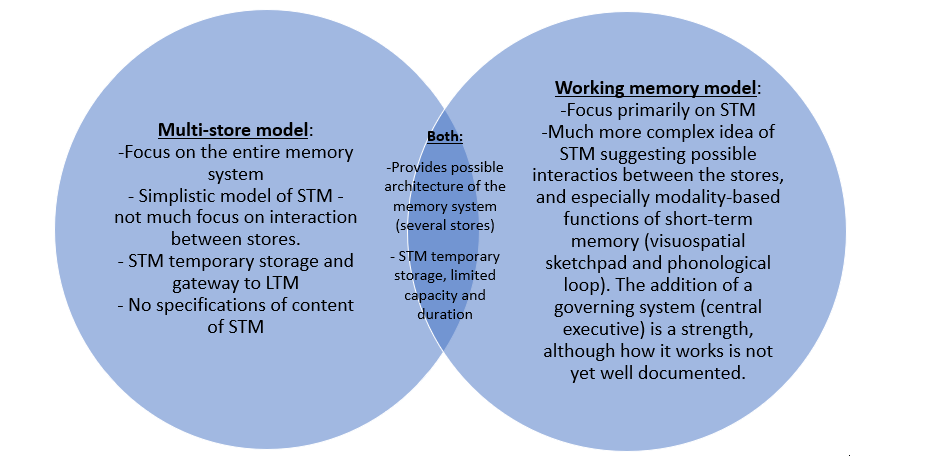 Multi-store model:
-Focus on the entire memory
system
- Simplistic model of STM -
not much focus on interaction
between stores.
- STM temporary storage and
gateway to LTM
- No specifications of content
of STM
Both:
-Provides possible
architecture of the
memory system
(several stores)
- STM temporary
storage, limited
capacity and
duration
Working memory model:
-Focus primarily on STM
-Much more complex idea of
STM suggesting possible
interactios between the stores,
and especially modality-based
functions of short-term
memory (visuospatial
sketchpad and phonological
loop). The addition of a
governing system (central
executive) is a strength,
although how it works is not
yet well documented.